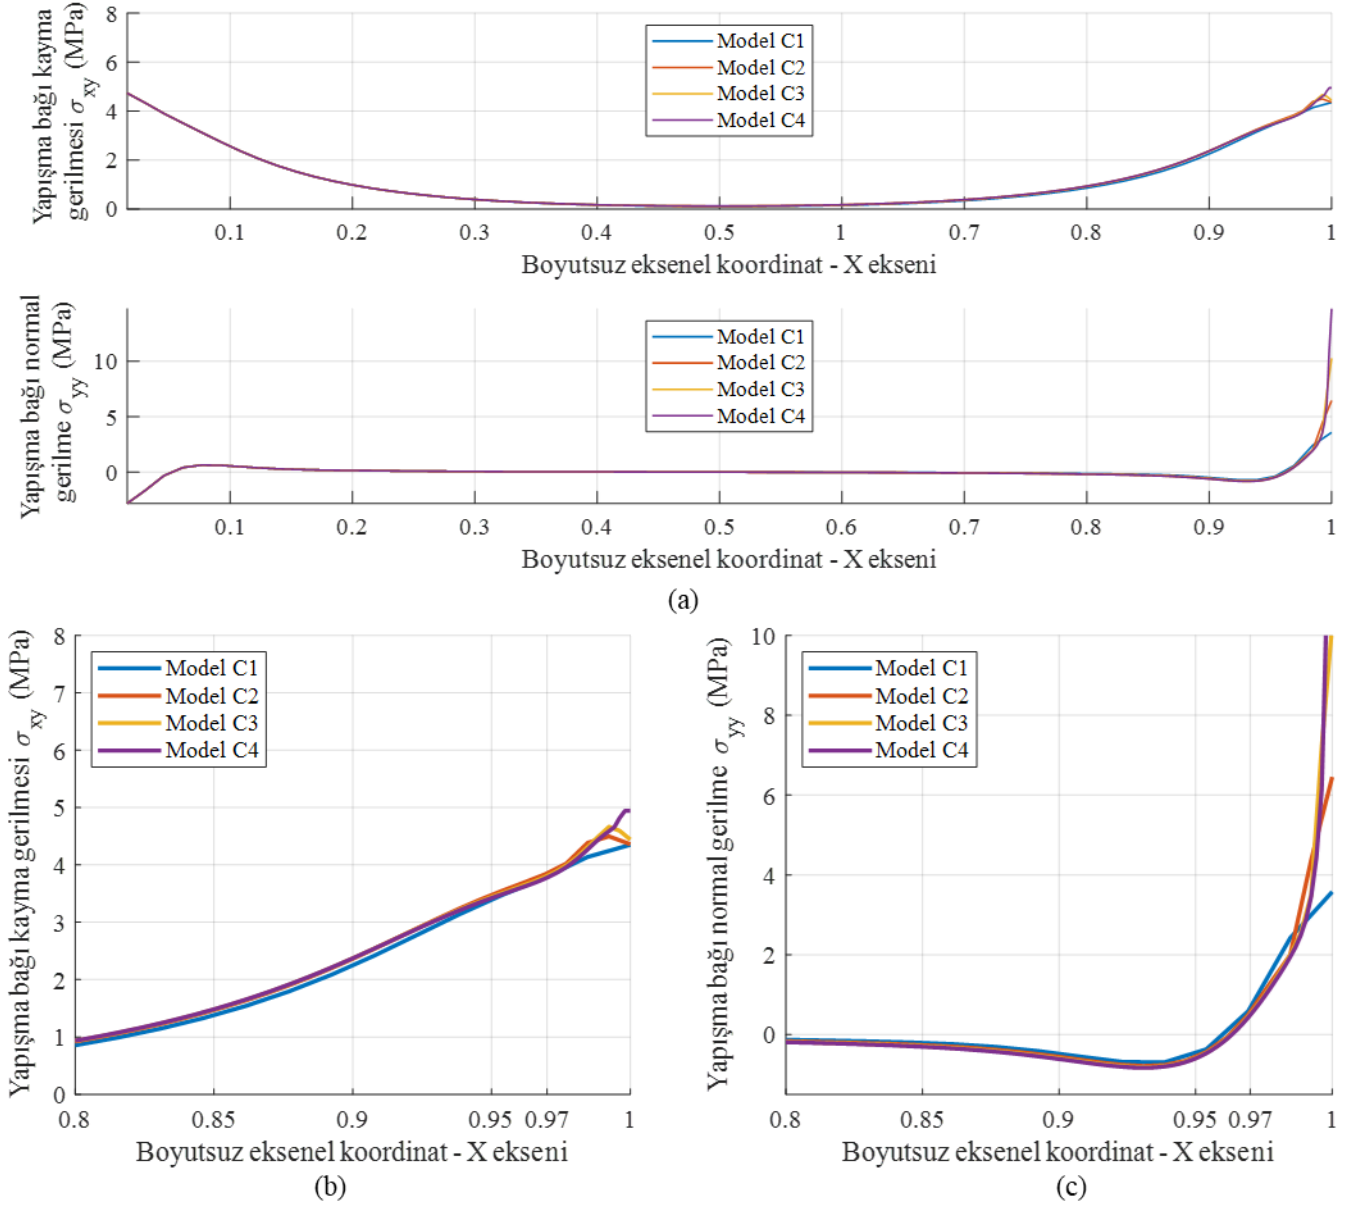 Yapışma bağı kayma
gerilmesi σxy (MPa)
8
6
4
2
0
Model C1
Model C2
Model C3
Model C4
0.1 0.2 0.3 0.4 0.5 1 0.7 0.8 0.9 1
Boyutsuz eksenel koordinat - X ekseni
Yapışma bağı normal
gerilme σyy (MPa)
10
5
0
Model C1
Model C2
Model C3
Model C4
0.1 0.2 0.3 0.4 0.5 0.6 0.7 0.8 0.9 1
Boyutsuz eksenel koordinat - X ekseni
(a)
Yapışma bağı kayma gerilmesi σxy (MPa)
8
7
6
5
4
3
2
1
0
Model C1
Model C2
Model C3
Model C4
0.8 0.85 0.9 0.95 0.97 1
Boyutsuz eksenel koordinat - X ekseni
(b)
Yapışma bağı normal gerilme σyy (MPa)
10
8
6
4
2
0
Model C1
Model C2
Model C3
Model C4
0.8 0.85 0.9 0.95 0.97 1
Boyutsuz eksenel koordinat - X ekseni
(c)